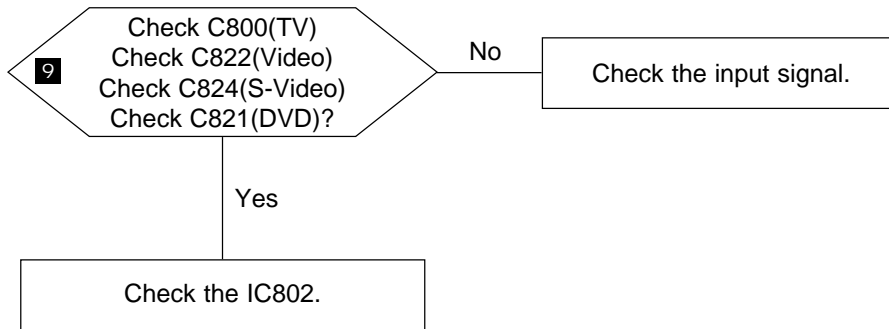 9
Check C800(TV)
Check C822(Video)
Check C824(S-Video)
Check C821(DVD)?
No
Check the input signal.
Yes
Check the IC802.